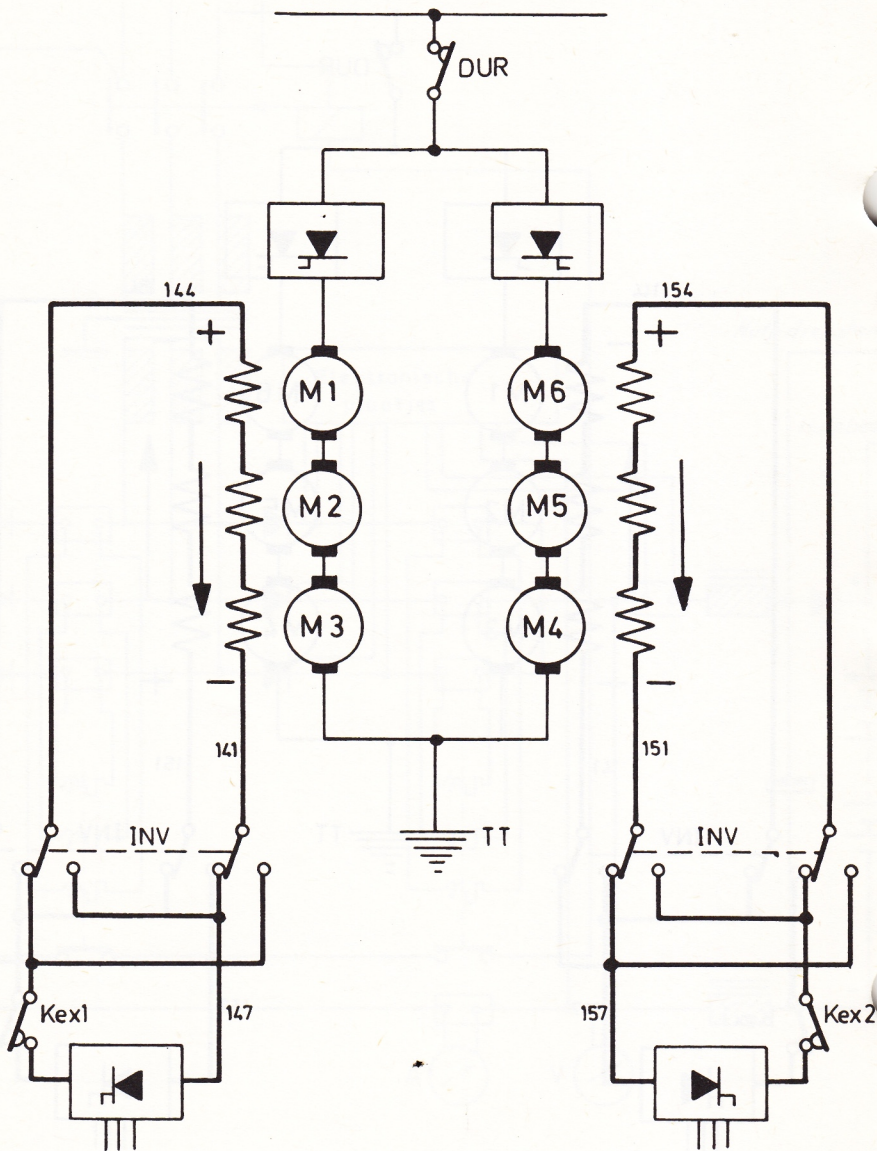 DUR
144
154
+
+
M1
M6
M2
M5
M3
M4
−
−
141
151
INV
TT
INV
Kex1
147
157
Kex2